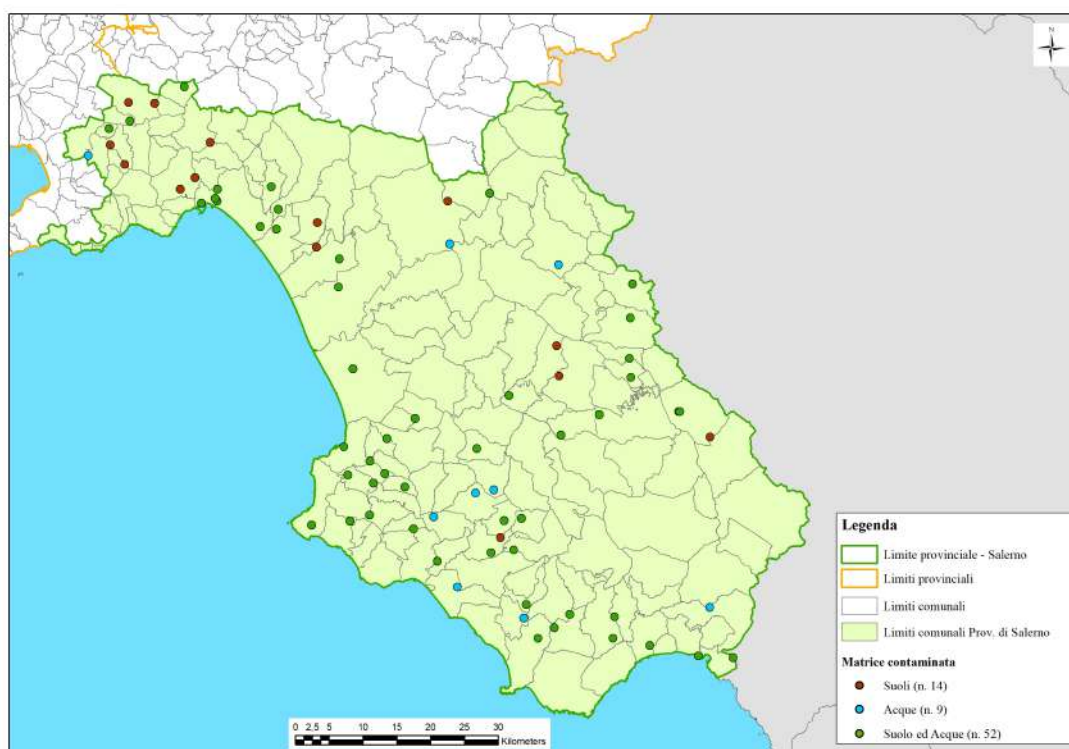 N
Legenda
Limite provinciale - Salerno
Limiti provinciali
Limiti comunali
Limiti comunali Prov. di Salerno
Matrice contaminata
Suoli (n. 14)
Acque (n. 9)
Suolo ed Acque (n. 52)
0 2.5 5 10 15 20 25 30
Kilometers